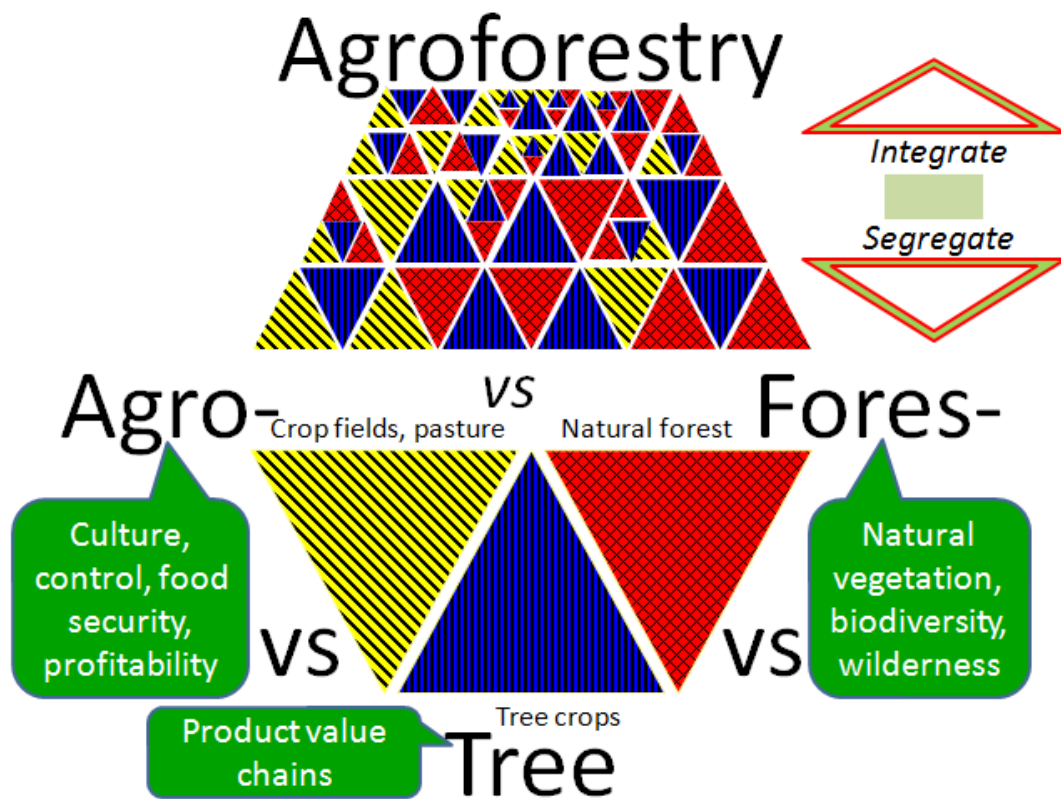 Agroforestry
Integrate
Segregate
vs
Agro-
Fores-
Crop fields, pasture
Natural forest
Culture,
control, food
security,
profitability
Natural
vegetation,
biodiversity,
wilderness
vs
vs
Tree crops
Product value
chains
Tree